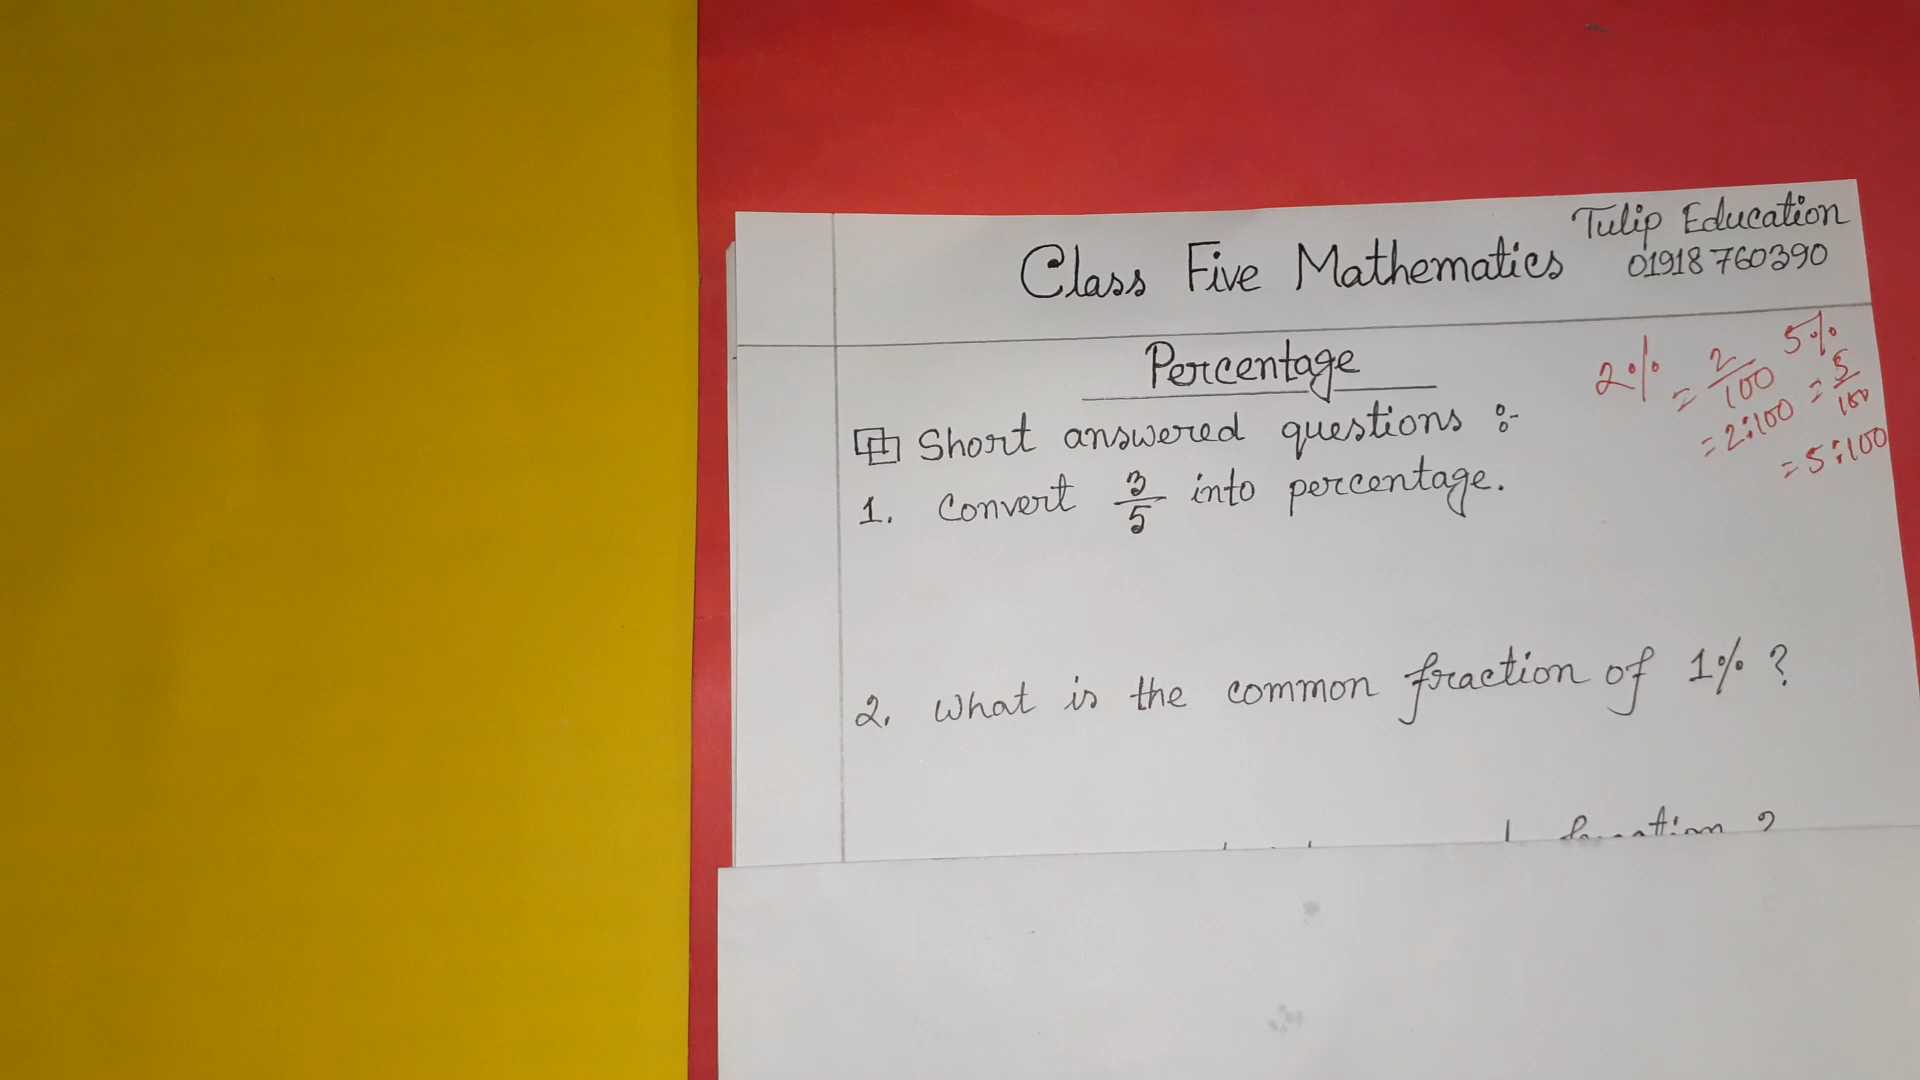 Tulip Education
Class Five Mathematics 01918760390
Percentage
Short answered questions :-
1. Convert 3/5 into percentage.
2% = 2/100
= 2:100
5%
= 5/100
= 5:100
2. What is the common fraction of 1% ?